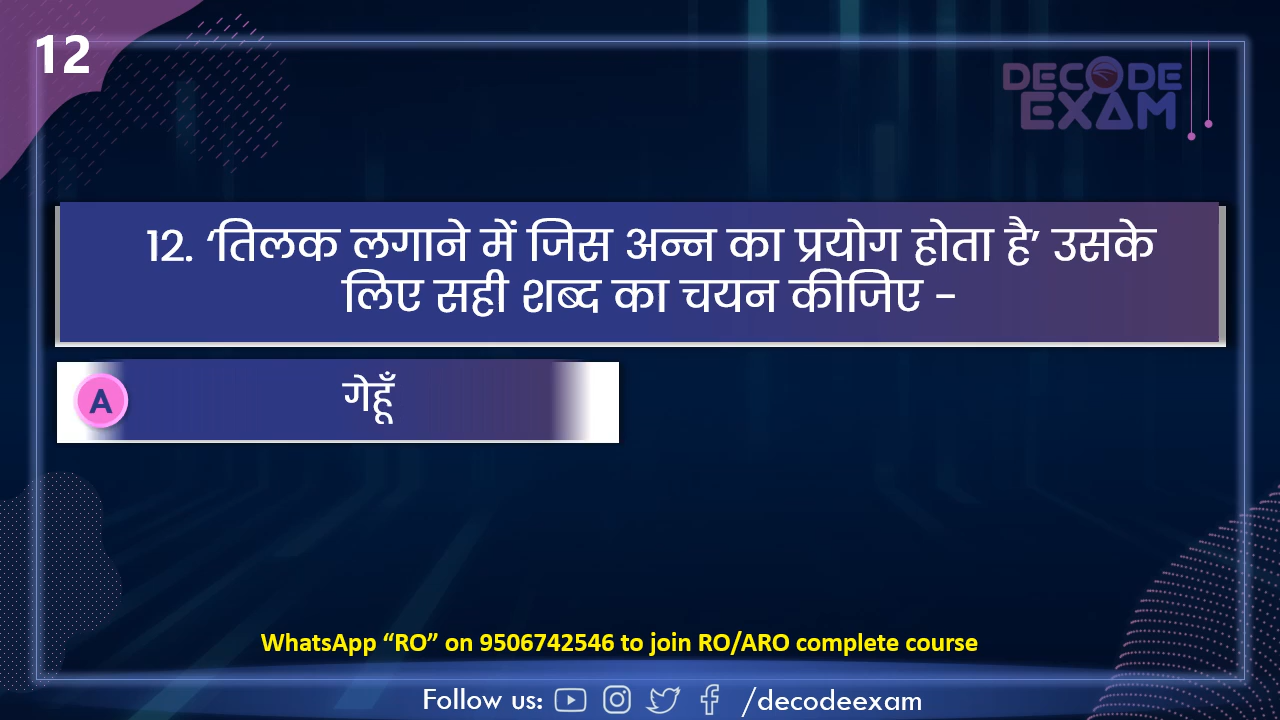 12
DECODE
EXAM
12. ‘तिलक लगाने में जिस अन्न का प्रयोग होता है’ उसके
लिए सही शब्द का चयन कीजिए -
A गेहूँ
WhatsApp “RO” on 9506742546 to join RO/ARO complete course
Follow us: /decodeexam